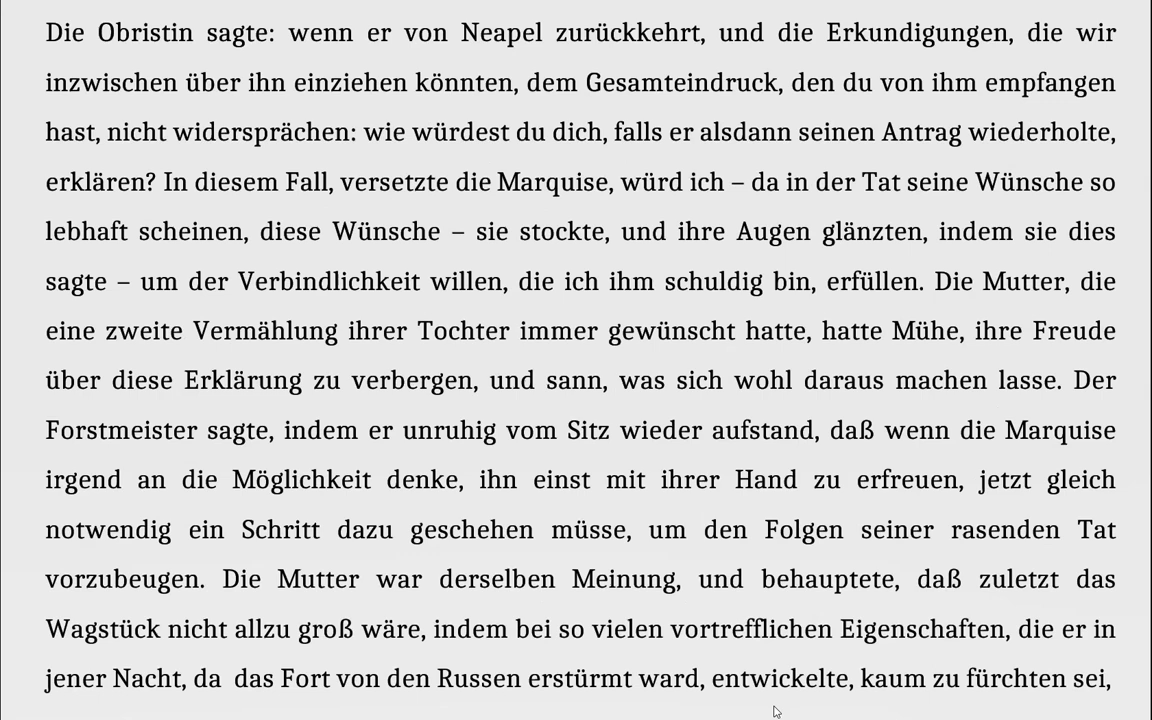 Die Obristin sagte: wenn er von Neapel zurückkehrt, und die Erkundigungen, die wir
inzwischen über ihn einziehen könnten, dem Gesamteindruck, den du von ihm empfangen
hast, nicht widersprächen: wie würdest du dich, falls er alsdann seinen Antrag wiederholte,
erklären? In diesem Fall, versetzte die Marquise, würd ich – da in der Tat seine Wünsche so
lebhaft scheinen, diese Wünsche – sie stockte, und ihre Augen glänzten, indem sie dies
sagte – um der Verbindlichkeit willen, die ich ihm schuldig bin, erfüllen. Die Mutter, die
eine zweite Vermählung ihrer Tochter immer gewünscht hatte, hatte Mühe, ihre Freude
über diese Erklärung zu verbergen, und sann, was sich wohl daraus machen lasse. Der
Forstmeister sagte, indem er unruhig vom Sitz wieder aufstand, daß wenn die Marquise
irgend an die Möglichkeit denke, ihn einst mit ihrer Hand zu erfreuen, jetzt gleich
notwendig ein Schritt dazu geschehen müsse, um den Folgen seiner rasenden Tat
vorzubeugen. Die Mutter war derselben Meinung, und behauptete, daß zuletzt das
Wagstück nicht allzu groß wäre, indem bei so vielen vortrefflichen Eigenschaften, die er in
jener Nacht, da das Fort von den Russen erstürmt ward, entwickelte, kaum zu fürchten sei,